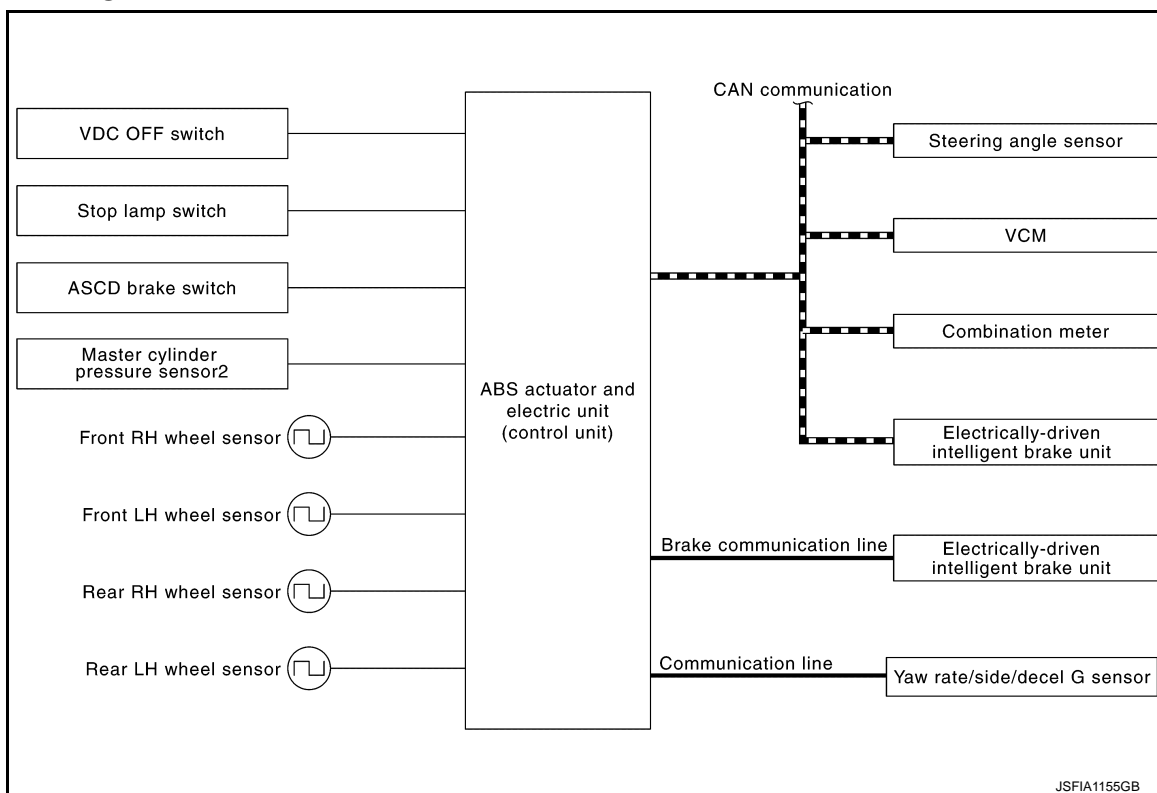 VDC OFF switch
Stop lamp switch
ASCD brake switch
Master cylinder
pressure sensor2
Front RH wheel sensor
Front LH wheel sensor
Rear RH wheel sensor
Rear LH wheel sensor
ABS actuator and
electric unit
(control unit)
CAN communication
Steering angle sensor
VCM
Combination meter
Electrically-driven
intelligent brake unit
Brake communication line
Electrically-driven
intelligent brake unit
Communication line
Yaw rate/side/decel G sensor
JSFIA1155GB